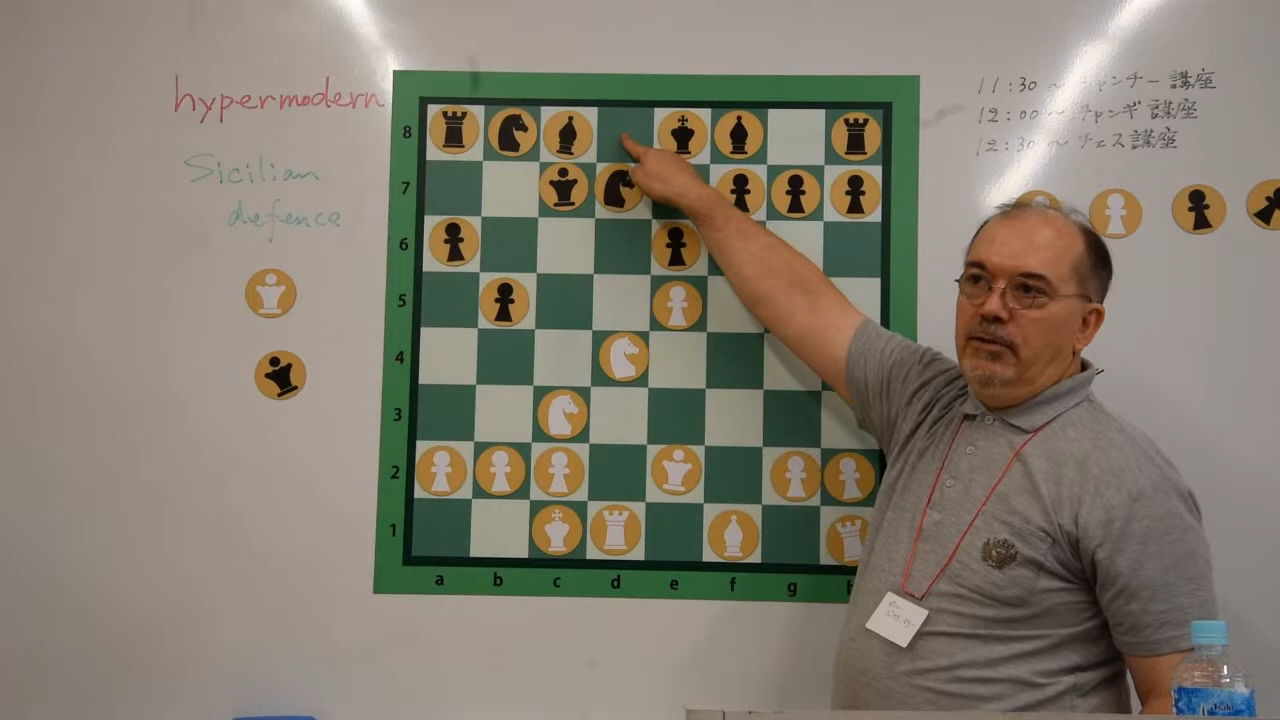 hypermodern
Sicilian
defence
11:30~チャンチー講座
12:00~チャンギ講座
12:30~チェス講座
8
7
6
5
4
3
2
1
a b c d e f g